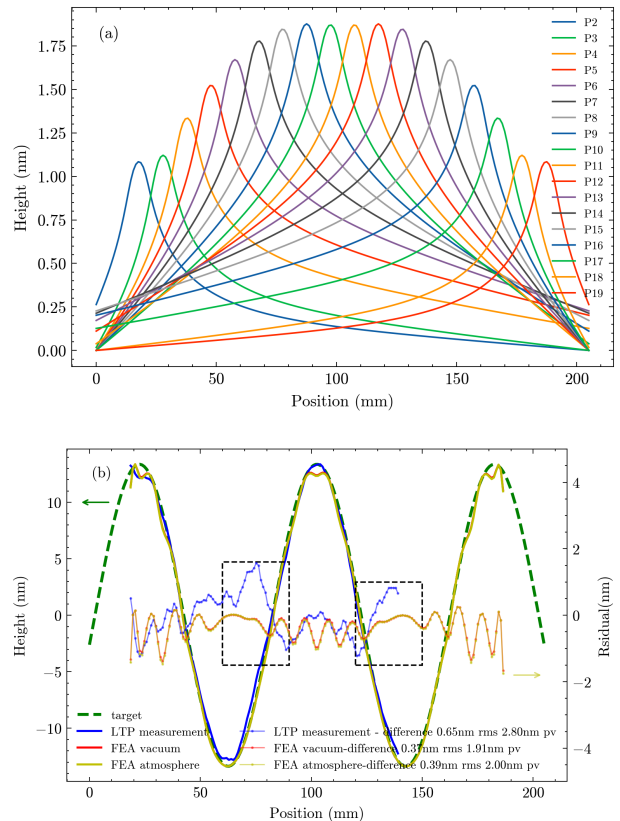 (a)
1.75
1.50
1.25
1.00
0.75
0.50
0.25
0.00
Height (nm)
P2
P3
P4
P5
P6
P7
P8
P9
P10
P11
P12
P13
P14
P15
P16
P17
P18
P19
0 50 100 150 200
Position (mm)
(b)
10
5
0
−5
−10
Height (nm)
4
2
0
−2
−4
Rsidual(nm)
target
LTP measurement
FEA vacuum
FEA atmosphere
LTP measurement - difference 0.65nm rms 2.80nm pv
FEA vacuum-difference 0.37nm rms 1.91nm pv
FEA atmosphere-difference 0.39nm rms 2.00nm pv
0 50 100 150 200
Position (mm)